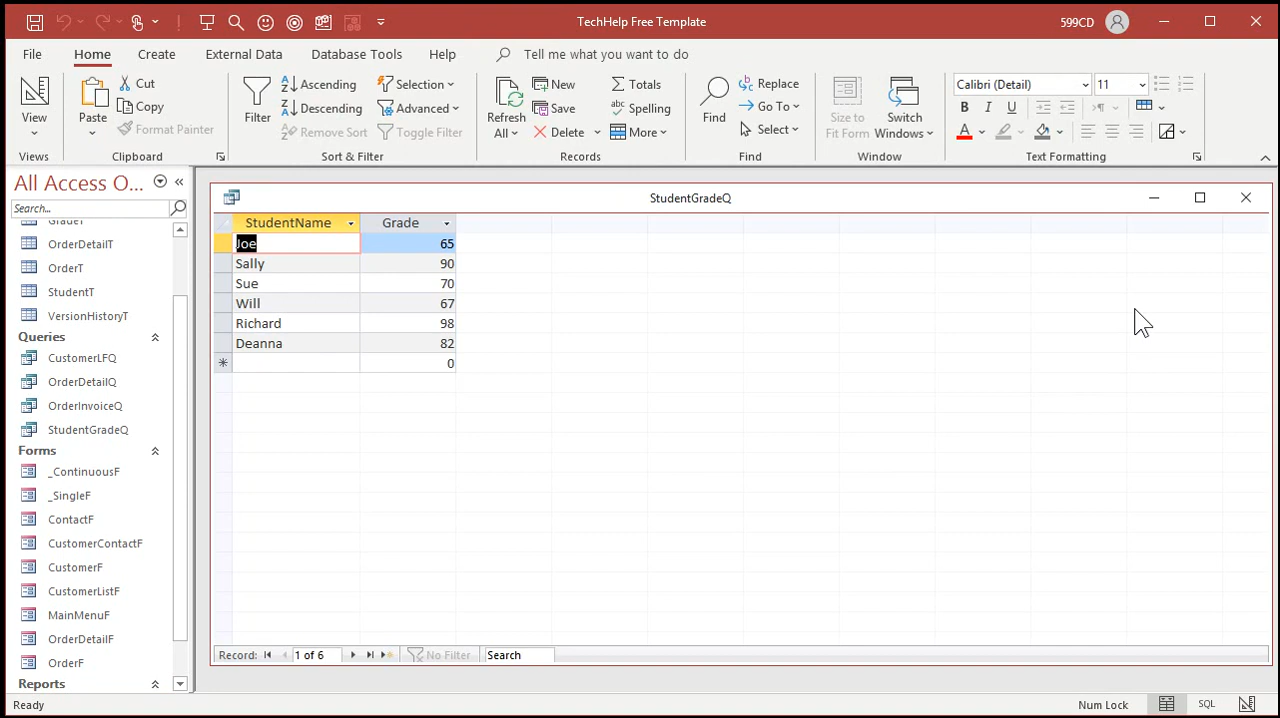 TechHelp Free Template
599CD
File Home Create External Data Database Tools Help Tell me what you want to do
View
Views
Paste
Cut
Copy
Format Painter
Clipboard
Filter
Ascending
Descending
Remove Sort
Selection
Advanced
Toggle Filter
Sort & Filter
Refresh All
New
Save
Delete
Totals
Spelling
More
Records
Find
Replace
Go To
Select
Find
Size to Fit Form
Switch Windows
Window
Calibri (Detail) 11
B I U
A
Text Formatting
All Access O...
Search...
GradeT
OrderDetailT
OrderT
StudentT
VersionHistoryT
Queries
CustomerLFQ
OrderDetailQ
OrderInvoiceQ
StudentGradeQ
Forms
_ContinuousF
_SingleF
ContactF
CustomerContactF
CustomerF
CustomerListF
MainMenuF
OrderDetailF
OrderF
Reports
StudentGradeQ
StudentName Grade
Joe 65
Sally 90
Sue 70
Will 67
Richard 98
Deanna 82
* 0
Record: 1 of 6 No Filter Search
Ready
Num Lock
SQL